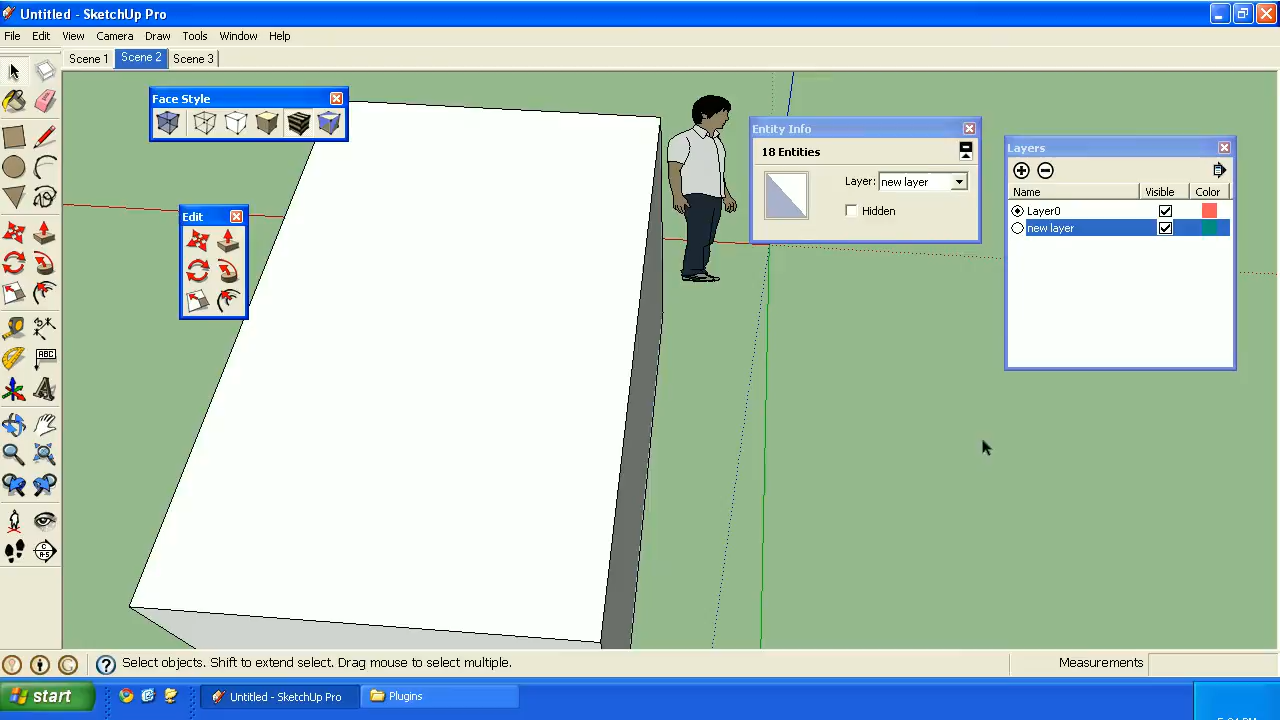 Untitled - SketchUp Pro
File Edit View Camera Draw Tools Window Help
Scene 1 Scene 2 Scene 3
Face Style
Entity Info
18 Entities
Layer: new layer
Hidden
Layers
Name Visible Color
Layer0
new layer
Edit
ABC
A
Select objects. Shift to extend select. Drag mouse to select multiple.
Measurements
start
Untitled - SketchUp Pro
Plugins